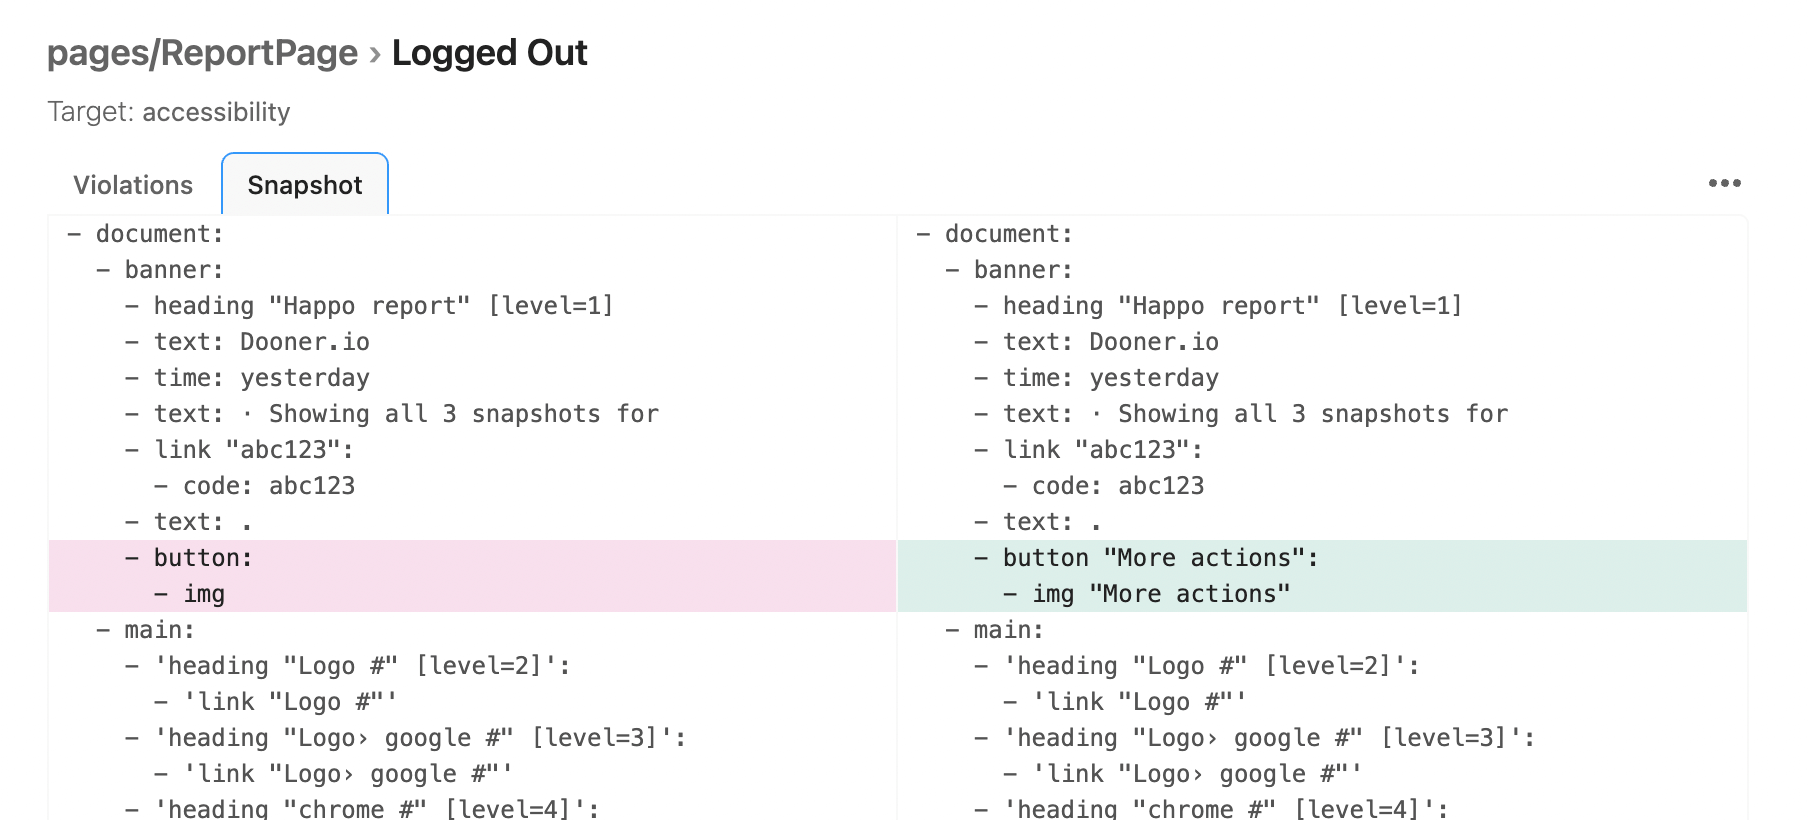 pages/ReportPage › Logged Out
Target: accessibility
Violations
Snapshot
- document:
- banner:
- heading "Happo report" [level=1]
- text: Dooner.io
- time: yesterday
- text: · Showing all 3 snapshots for
- link "abc123":
- code: abc123
- text: .
- button:
- img
- main:
- 'heading "Logo #" [level=2]':
- 'link "Logo #"'
- 'heading "Logo› google #" [level=3]':
- 'link "Logo› google #"'
- 'heading "chrome #" [level=4]':
- document:
- banner:
- heading "Happo report" [level=1]
- text: Dooner.io
- time: yesterday
- text: · Showing all 3 snapshots for
- link "abc123":
- code: abc123
- text: .
- button "More actions":
- img "More actions"
- main:
- 'heading "Logo #" [level=2]':
- 'link "Logo #"'
- 'heading "Logo› google #" [level=3]':
- 'link "Logo› google #"'
- 'heading "chrome #" [level=4]':